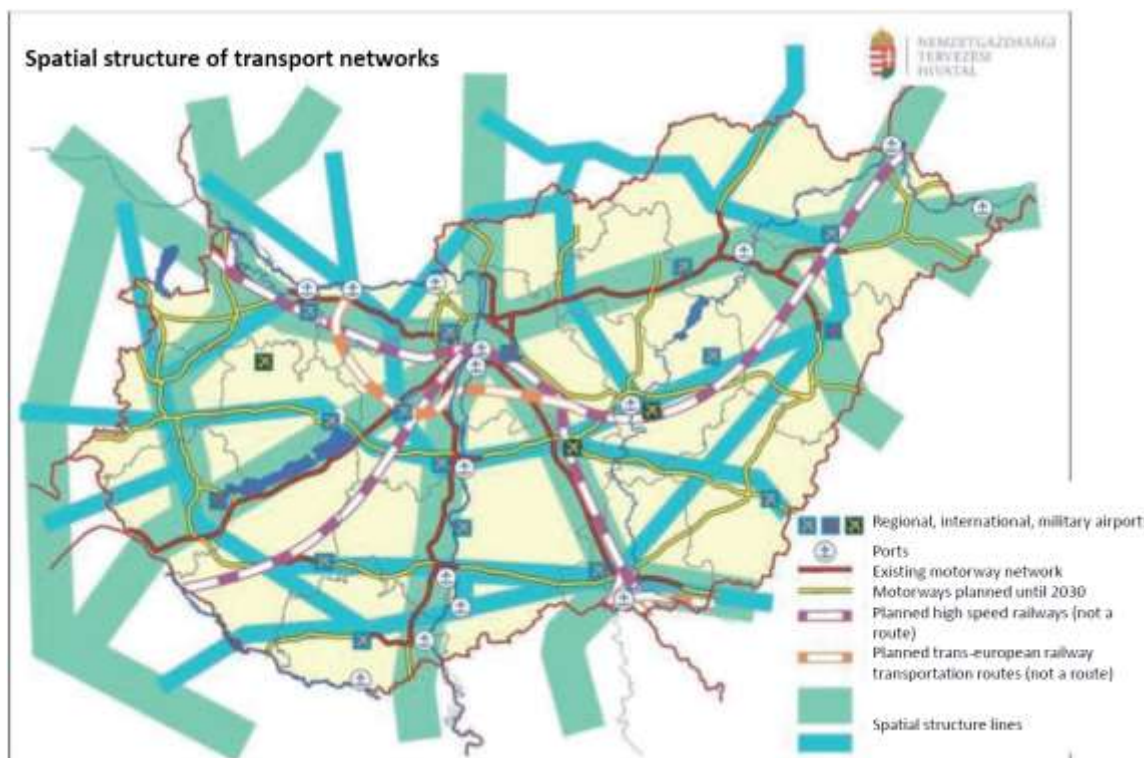 Spatial structure of transport networks
NEMZETGAZDASÁGI
TERVEZÉSI
HIVATAL
Regional, international, military airport
Ports
Existing motorway network
Motorways planned until 2030
Planned high speed railways (not a
route)
Planned trans-european railway
transportation routes (not a route)
Spatial structure lines